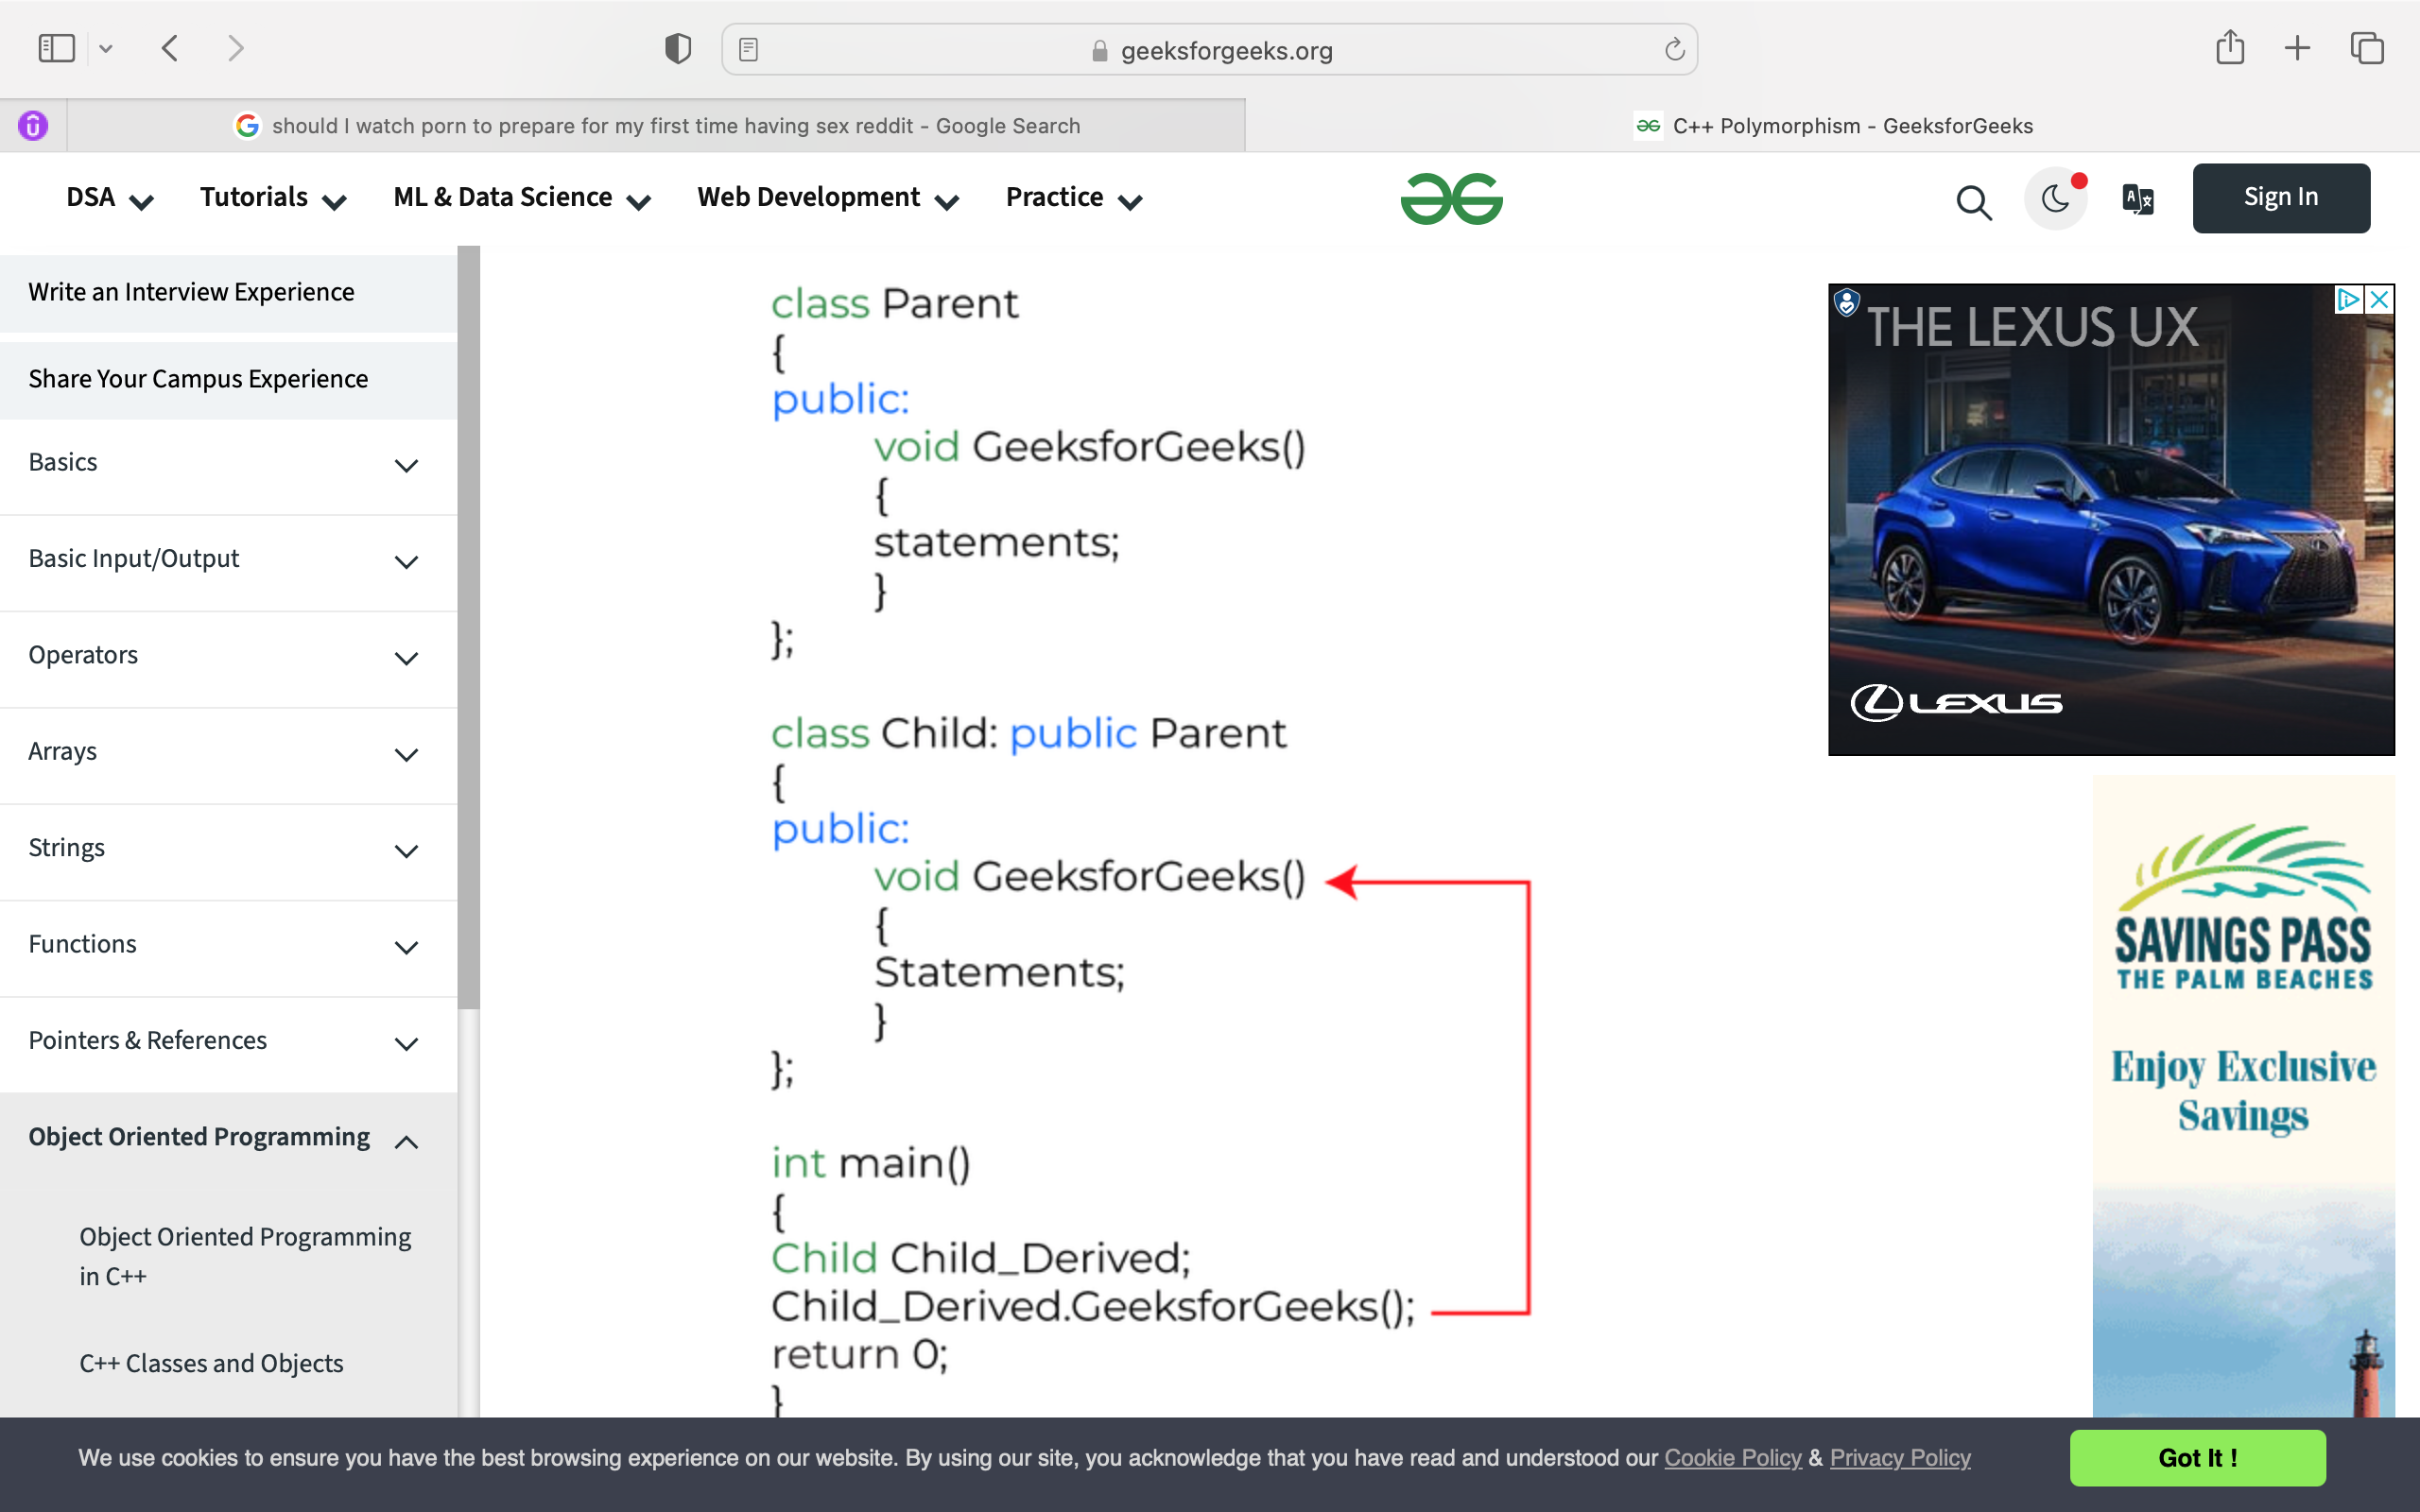 geeksforgeeks.org
should I watch porn to prepare for my first time having sex reddit - Google Search
C++ Polymorphism - GeeksforGeeks
DSA
Tutorials
ML & Data Science
Web Development
Practice
Sign In
Write an Interview Experience
Share Your Campus Experience
Basics
Basic Input/Output
Operators
Arrays
Strings
Functions
Pointers & References
Object Oriented Programming
Object Oriented Programming
in C++
C++ Classes and Objects
class Parent
{
public:
void GeeksforGeeks()
{
statements;
}
};
class Child: public Parent
{
public:
void GeeksforGeeks()
{
Statements;
}
};
int main()
{
Child Child_Derived;
Child_Derived.GeeksforGeeks();
return 0;
}
THE LEXUS UX
LEXUS
SAVINGS PASS
THE PALM BEACHES
Enjoy Exclusive
Savings
We use cookies to ensure you have the best browsing experience on our website. By using our site, you acknowledge that you have read and understood our Cookie Policy & Privacy Policy
Got It !